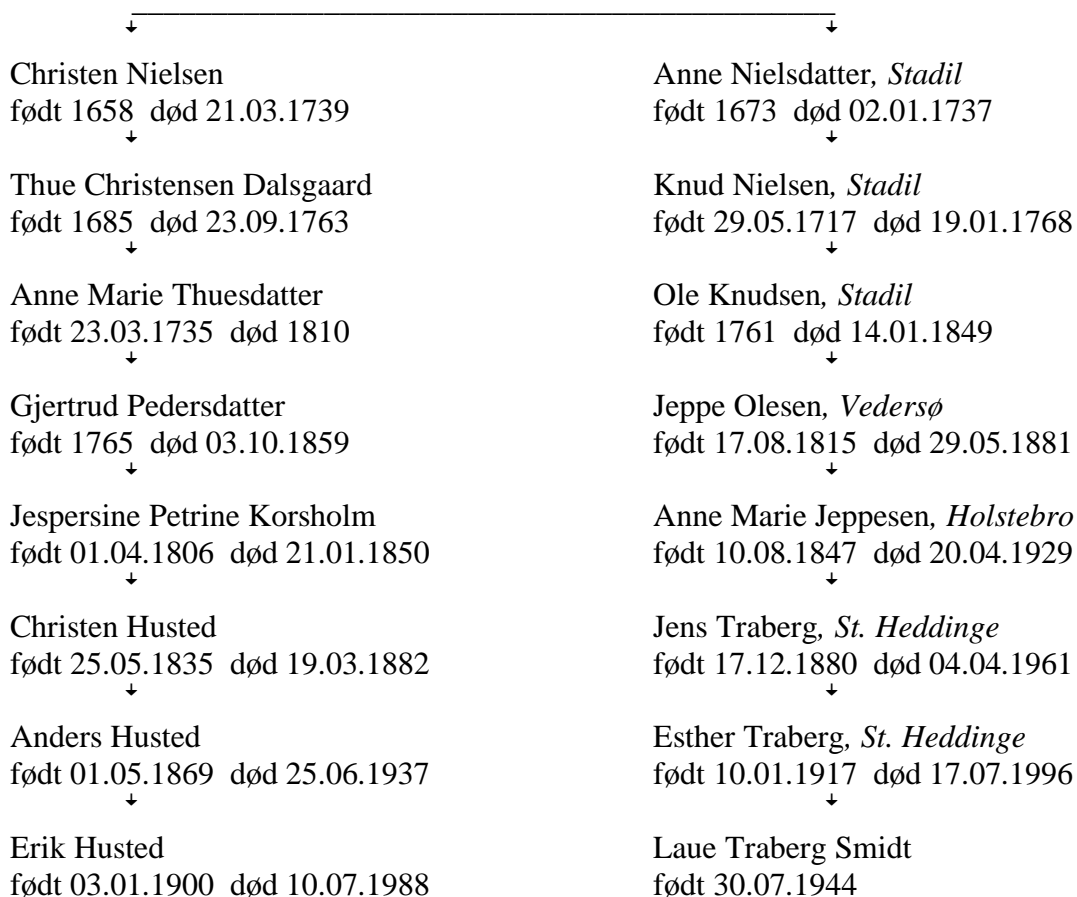 Christen Nielsen
født 1658 død 21.03.1739
Thue Christensen Dalsgaard
født 1685 død 23.09.1763
Anne Marie Thuesdatter
født 23.03.1735 død 1810
Gjertrud Pedersdatter
født 1765 død 03.10.1859
Jespersine Petrine Korsholm
født 01.04.1806 død 21.01.1850
Christen Husted
født 25.05.1835 død 19.03.1882
Anders Husted
født 01.05.1869 død 25.06.1937
Erik Husted
født 03.01.1900 død 10.07.1988
Anne Nielsdatter, Stadil
født 1673 død 02.01.1737
Knud Nielsen, Stadil
født 29.05.1717 død 19.01.1768
Ole Knudsen, Stadil
født 1761 død 14.01.1849
Jeppe Olesen, Vedersø
født 17.08.1815 død 29.05.1881
Anne Marie Jeppesen, Holstebro
født 10.08.1847 død 20.04.1929
Jens Traberg, St. Heddinge
født 17.12.1880 død 04.04.1961
Esther Traberg, St. Heddinge
født 10.01.1917 død 17.07.1996
Laue Traberg Smidt
født 30.07.1944